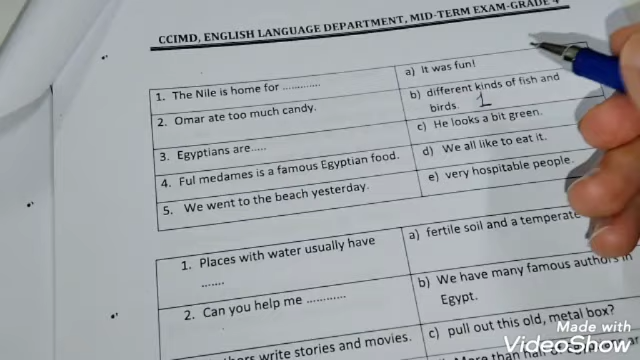 CCIMD, ENGLISH LANGUAGE DEPARTMENT, MID-TERM EXAM-GRADE 4
1. The Nile is home for .............
a) It was fun!
2. Omar ate too much candy.
b) different kinds of fish and
birds. 1
3. Egyptians are.....
c) He looks a bit green.
4. Ful medames is a famous Egyptian food.
d) We all like to eat it.
5. We went to the beach yesterday.
e) very hospitable people.
1. Places with water usually have
.......
a) fertile soil and a temperate
2. Can you help me ............
b) We have many famous authors in
Egypt.
write stories and movies.
c) pull out this old, metal box?
More than half
Made with
VideoShow